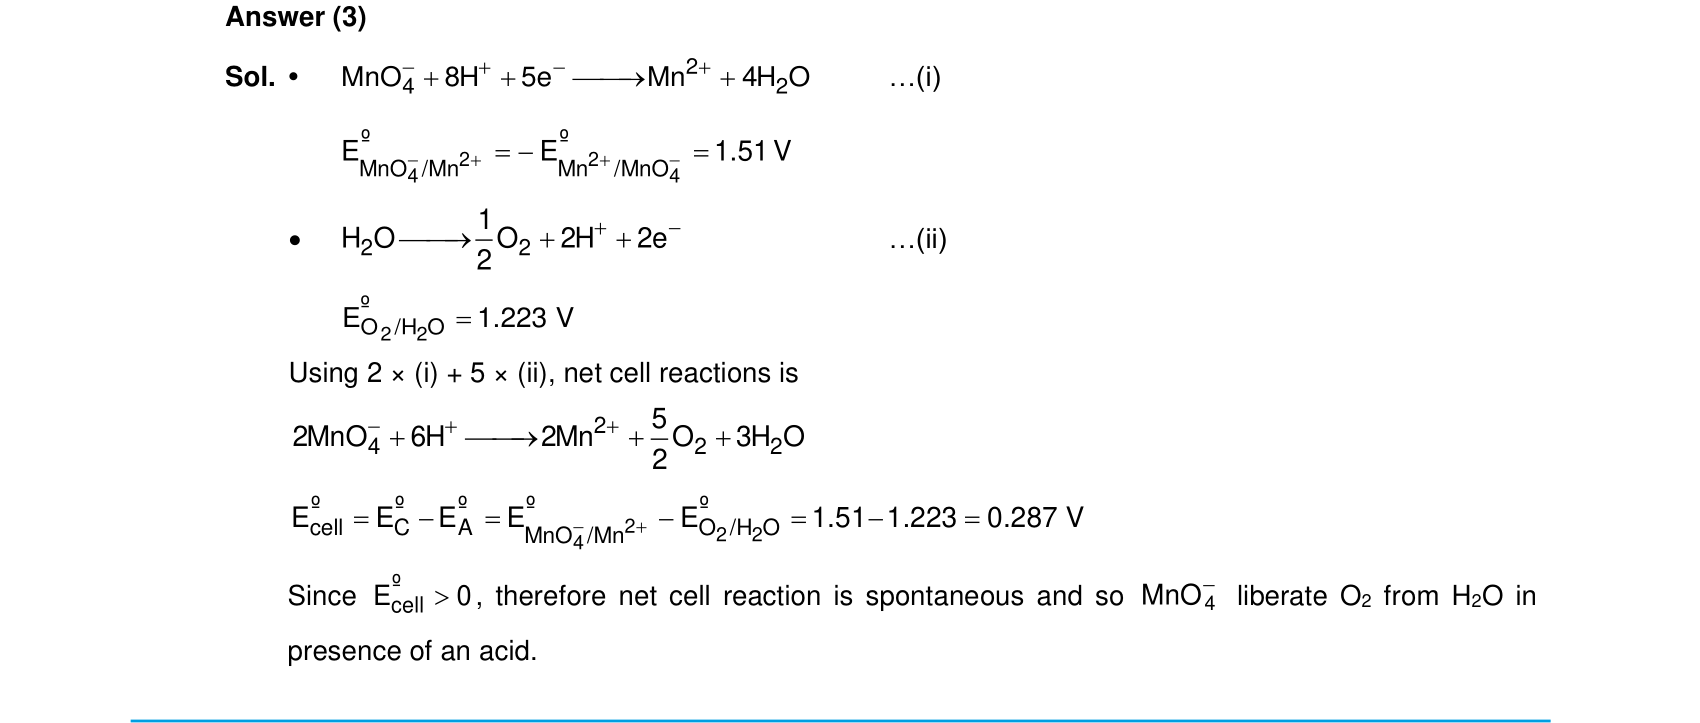 Answer (3)
Sol. • MnO₄⁻ + 8H⁺ + 5e⁻ ⟶ Mn²⁺ + 4H₂O …(i)
E°_{MnO₄⁻/Mn²⁺} = − E°_{Mn²⁺/MnO₄⁻} = 1.51 V
• H₂O ⟶ 1/2 O₂ + 2H⁺ + 2e⁻ …(ii)
E°_{O₂/H₂O} = 1.223 V
Using 2 × (i) + 5 × (ii), net cell reactions is
2MnO₄⁻ + 6H⁺ ⟶ 2Mn²⁺ + 5/2 O₂ + 3H₂O
E°_{cell} = E°_{C} − E°_{A} = E°_{MnO₄⁻/Mn²⁺} − E°_{O₂/H₂O} = 1.51 − 1.223 = 0.287 V
Since E°_{cell} > 0, therefore net cell reaction is spontaneous and so MnO₄⁻ liberate O₂ from H₂O in
presence of an acid.